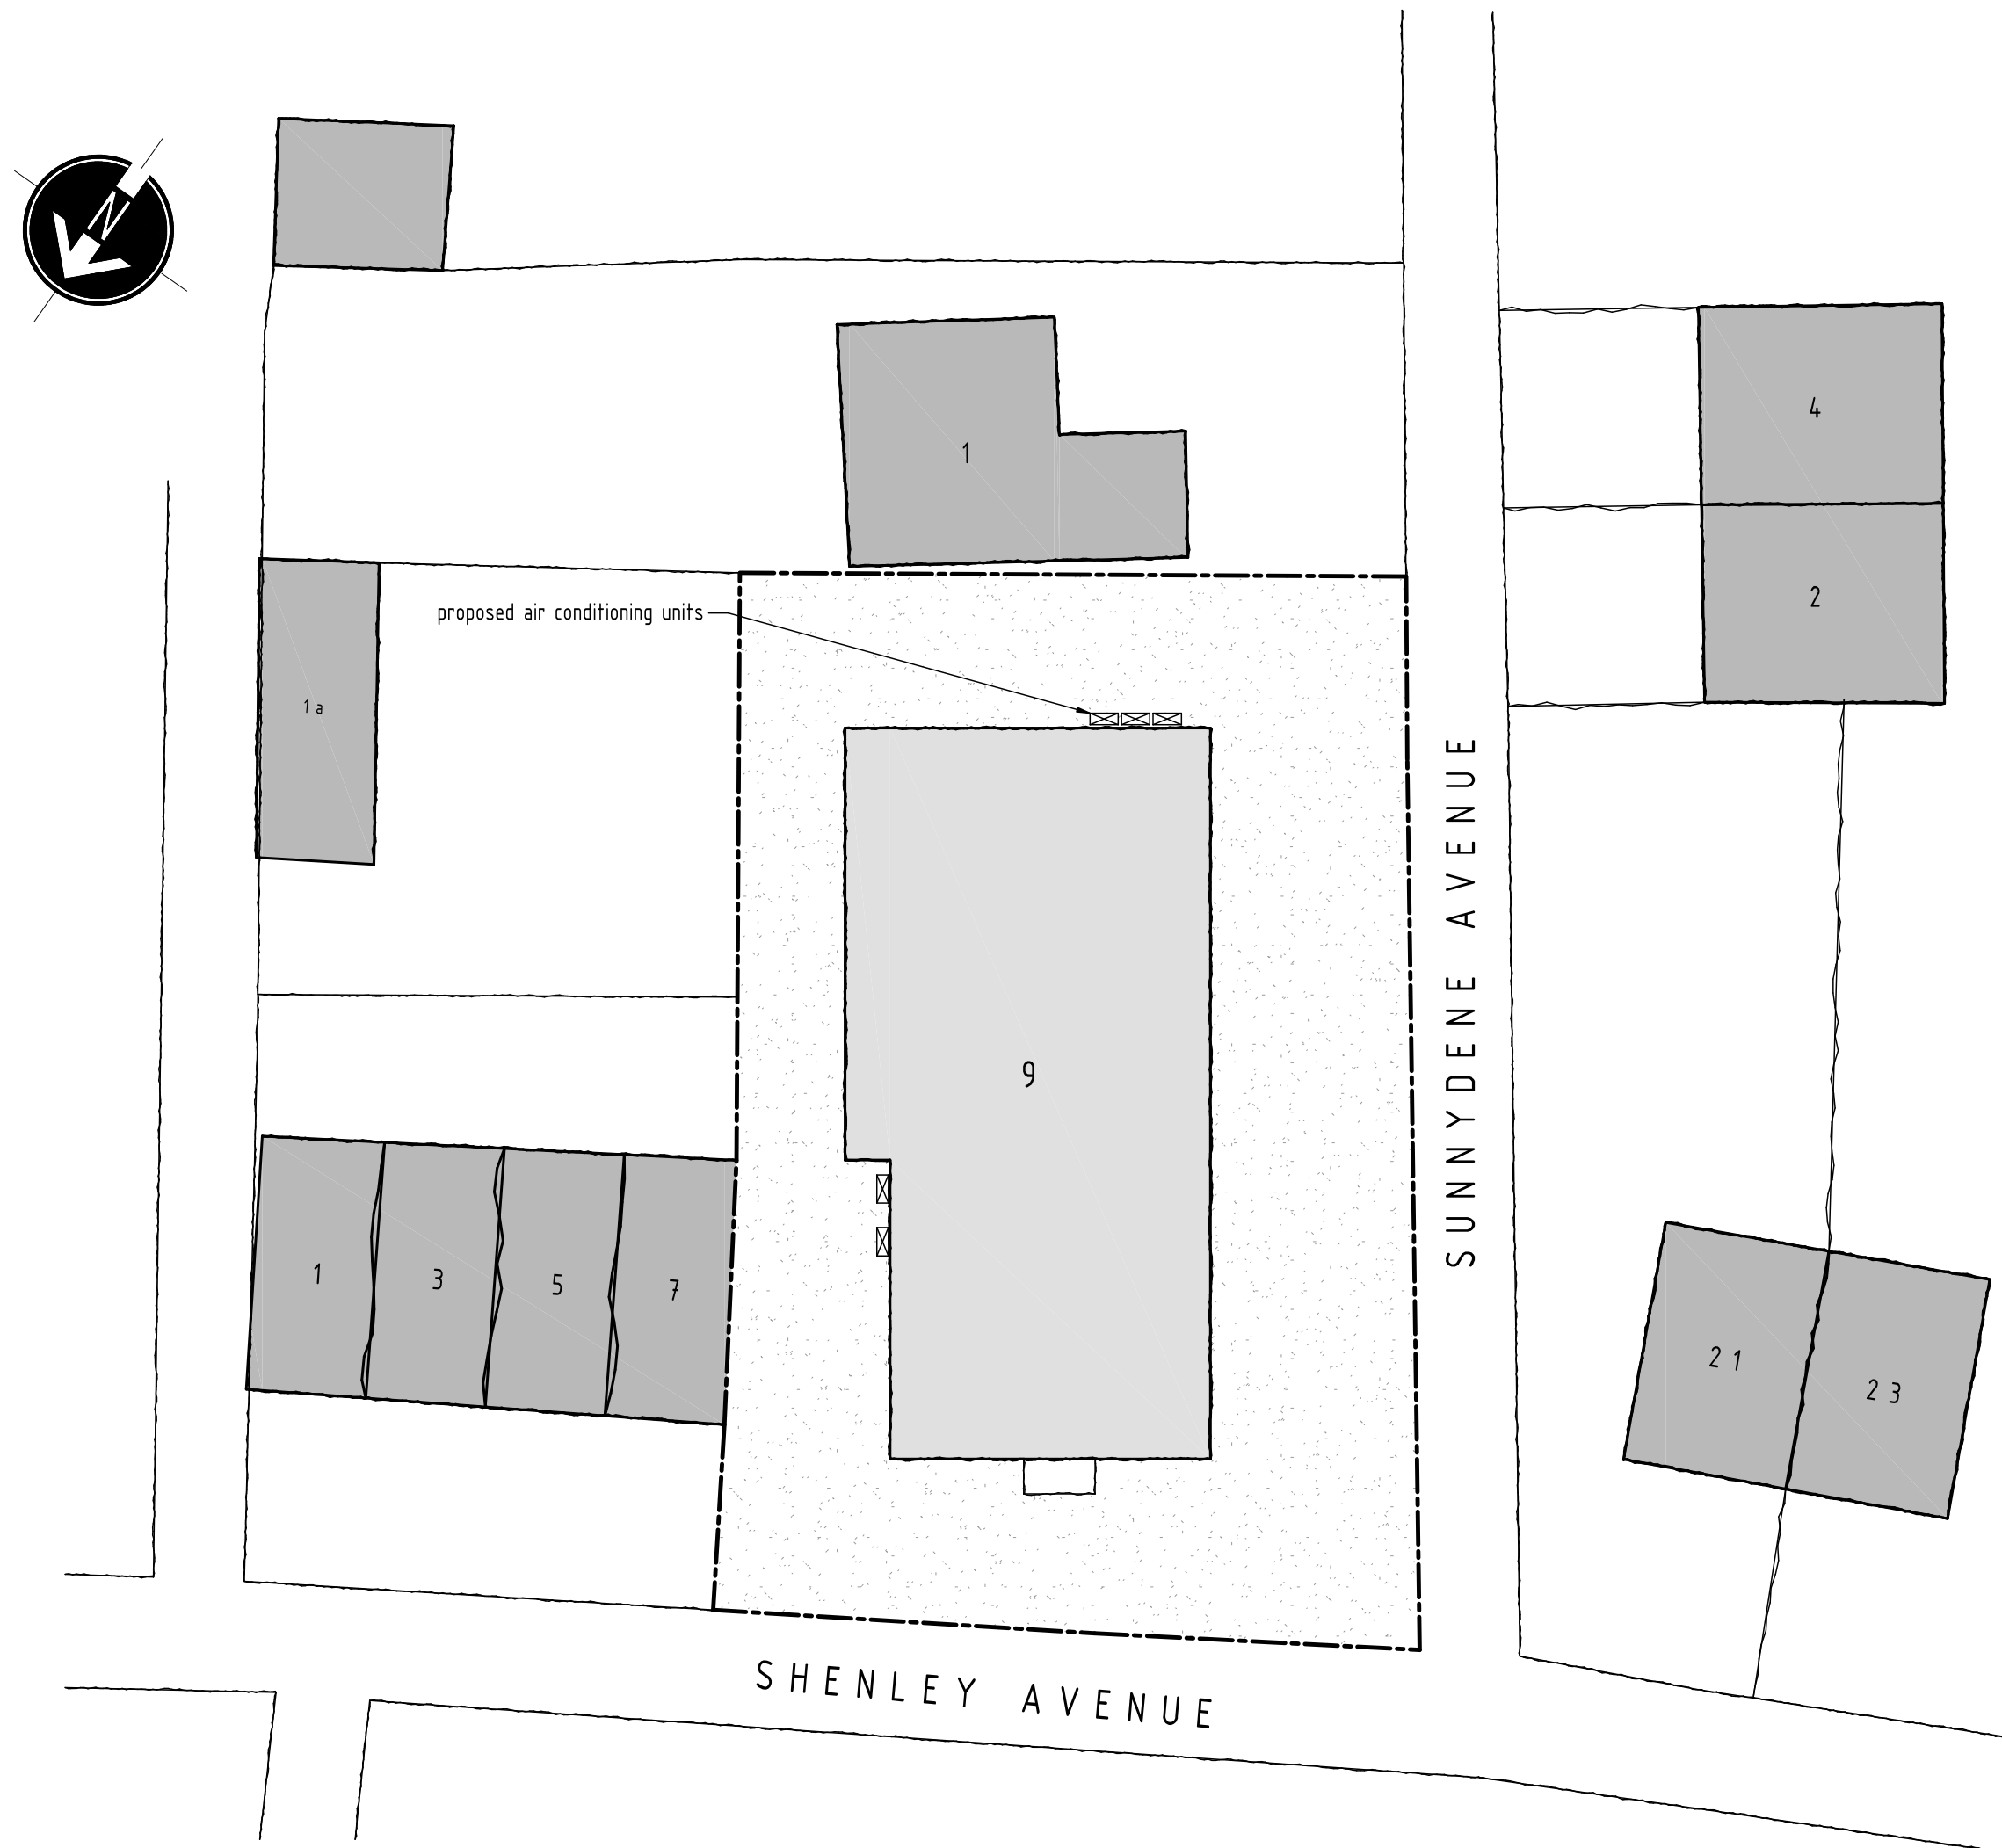 N
4
1
2
proposed air conditioning units
1a
SUNNYDENE AVENUE
9
1
3
5
7
21
23
SHENLEY AVENUE